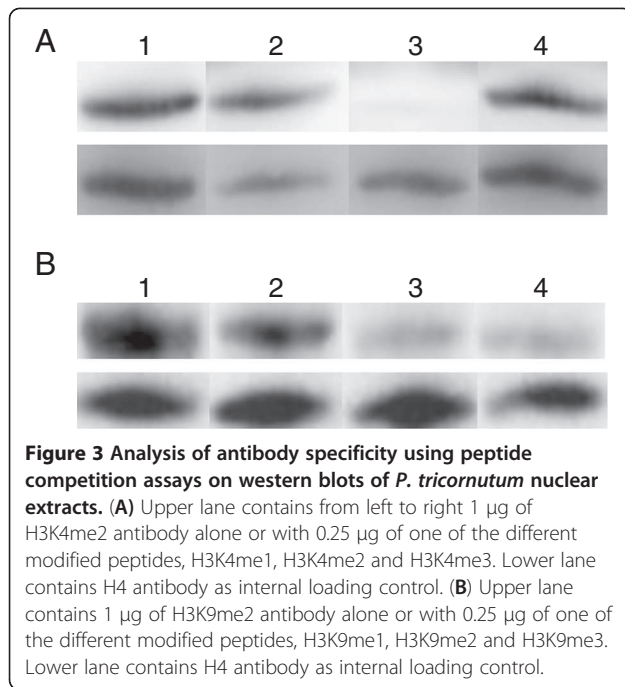 A
1 2 3 4
B
1 2 3 4
Figure 3 Analysis of antibody specificity using peptide
competition assays on western blots of P. tricornutum nuclear
extracts. (A) Upper lane contains from left to right 1 μg of
H3K4me2 antibody alone or with 0.25 μg of one of the different
modified peptides, H3K4me1, H3K4me2 and H3K4me3. Lower lane
contains H4 antibody as internal loading control. (B) Upper lane
contains 1 μg of H3K9me2 antibody alone or with 0.25 μg of one of
the different modified peptides, H3K9me1, H3K9me2 and H3K9me3.
Lower lane contains H4 antibody as internal loading control.